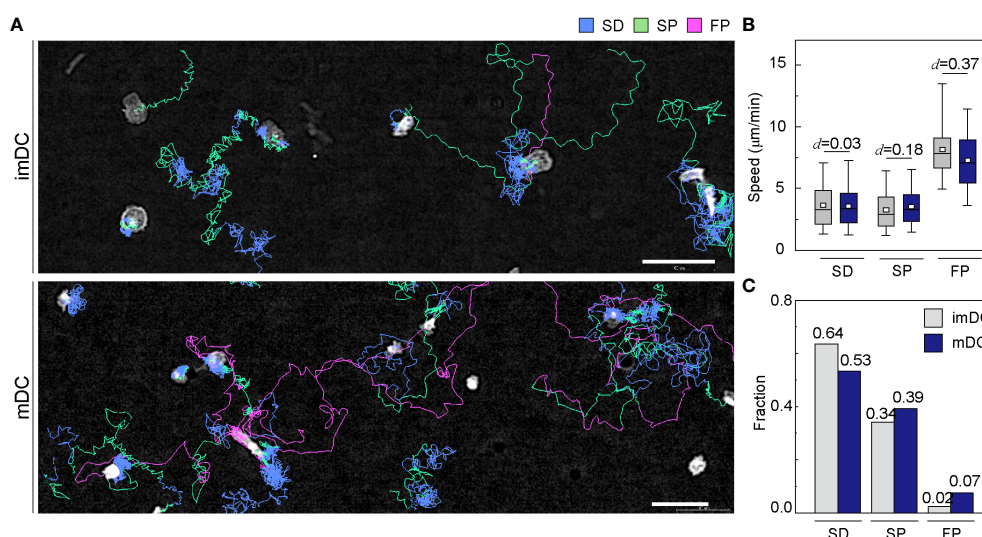 A
SD SP FP
imDC
mDC
B
Speed (μm/min)
15
10
5
0
d=0.03
d=0.18
d=0.37
SD SP FP
C
Fraction
0.8
0.4
0.0
imDC
mDC
0.64
0.53
0.34
0.39
0.02
0.07
SD SP FP